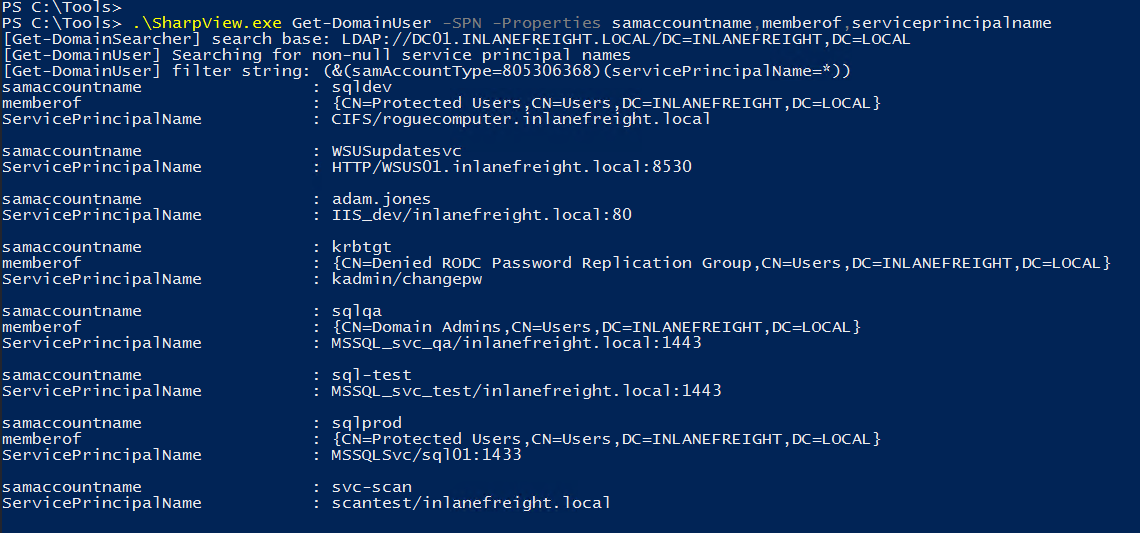 PS C:\Tools>
PS C:\Tools> .\SharpView.exe Get-DomainUser -SPN -Properties samaccountname,memberof,serviceprincipalname
[Get-DomainSearcher] search base: LDAP://DC01.INLANEFREIGHT.LOCAL/DC=INLANEFREIGHT,DC=LOCAL
[Get-DomainUser] Searching for non-null service principal names
[Get-DomainUser] filter string: (&(samAccountType=805306368)(servicePrincipalName=*))
samaccountname : sqldev
memberof : {CN=Protected Users,CN=Users,DC=INLANEFREIGHT,DC=LOCAL}
ServicePrincipalName : CIFS/roguecomputer.inlanefreight.local

samaccountname : WSUSupdatesvc
ServicePrincipalName : HTTP/WSUS01.inlanefreight.local:8530

samaccountname : adam.jones
ServicePrincipalName : IIS_dev/inlanefreight.local:80

samaccountname : krbtgt
memberof : {CN=Denied RODC Password Replication Group,CN=Users,DC=INLANEFREIGHT,DC=LOCAL}
ServicePrincipalName : kadmin/changepw

samaccountname : sqlqa
memberof : {CN=Domain Admins,CN=Users,DC=INLANEFREIGHT,DC=LOCAL}
ServicePrincipalName : MSSQL_svc_qa/inlanefreight.local:1443

samaccountname : sql-test
ServicePrincipalName : MSSQL_svc_test/inlanefreight.local:1443

samaccountname : sqlprod
memberof : {CN=Protected Users,CN=Users,DC=INLANEFREIGHT,DC=LOCAL}
ServicePrincipalName : MSSQLSvc/sql01:1433

samaccountname : svc-scan
ServicePrincipalName : scantest/inlanefreight.local